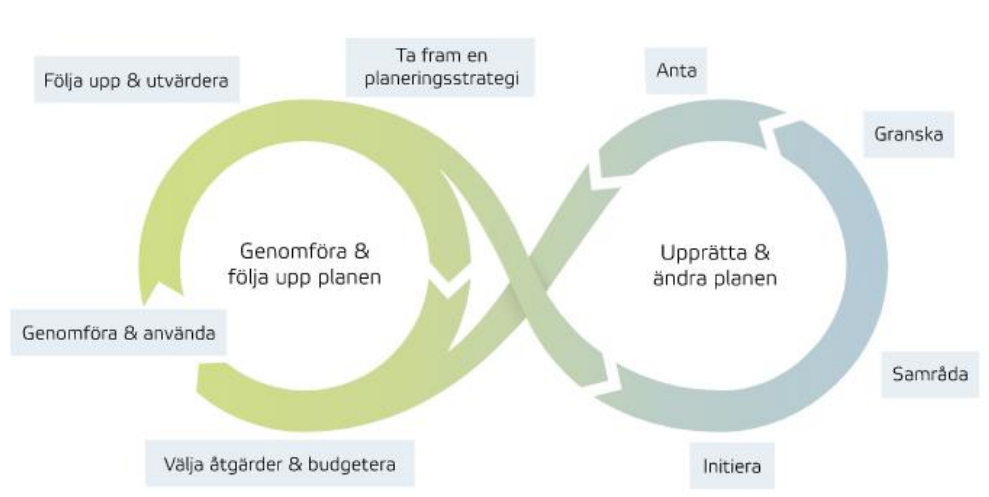 Ta fram en
planeringsstrategi
Anta
Följa upp & utvärdera
Granska
Genomföra &
följa upp planen
Upprätta &
ändra planen
Genomföra & använda
Samråda
Välja åtgärder & budgetera
Initiera